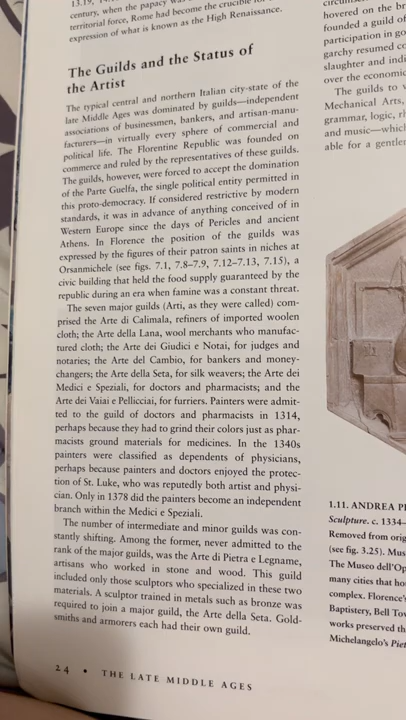 century, when the papacy was
territorial force, Rome had become the crucible
expression of what is known as the High Renaissance.
The Guilds and the Status of
the Artist
The typical central and northern Italian city-state of the
late Middle Ages was dominated by guilds—independent
associations of businessmen, bankers, and artisan-manu-
facturers—in virtually every sphere of commercial and
political life. The Florentine Republic was founded on
commerce and ruled by the representatives of these guilds.
The guilds, however, were forced to accept the domination
of the Parte Guelfa, the single political entity permitted in
this proto-democracy. If considered restrictive by modern
standards, it was in advance of anything conceived of in
Western Europe since the days of Pericles and ancient
Athens. In Florence the position of the guilds was
expressed by the figures of their patron saints in niches at
Orsanmichele (see figs. 7.1, 7.8–7.9, 7.12–7.13, 7.15), a
civic building that held the food supply guaranteed by the
republic during an era when famine was a constant threat.
The seven major guilds (Arti, as they were called) com-
prised the Arte di Calimala, refiners of imported woolen
cloth; the Arte della Lana, wool merchants who manufac-
tured cloth; the Arte dei Giudici e Notai, for judges and
notaries; the Arte del Cambio, for bankers and money-
changers; the Arte della Seta, for silk weavers; the Arte dei
Medici e Speziali, for doctors and pharmacists; and the
Arte dei Vaiai e Pellicciai, for furriers. Painters were admit-
ted to the guild of doctors and pharmacists in 1314,
perhaps because they had to grind their colors just as phar-
macists ground materials for medicines. In the 1340s
painters were classified as dependents of physicians,
perhaps because painters and doctors enjoyed the protec-
tion of St. Luke, who was reputedly both artist and physi-
cian. Only in 1378 did the painters become an independent
branch within the Medici e Speziali.
The number of intermediate and minor guilds was con-
stantly shifting. Among the former, never admitted to the
rank of the major guilds, was the Arte di Pietra e Legname,
artisans who worked in stone and wood. This guild
included only those sculptors who specialized in these two
materials. A sculptor trained in metals such as bronze was
required to join a major guild, the Arte della Seta. Gold-
smiths and armorers each had their own guild.
24 • THE LATE MIDDLE AGES
hovered on the br
founded a guild of
participation in go
garchy resumed co
slaughter and indi
over the economic
The guilds to v
Mechanical Arts,
grammar, logic, rh
and music—which
able for a gentle
1.11. ANDREA PI
Sculpture. c. 1334–
Removed from orig
(see fig. 3.25). Mus
The Museo dell'Op
many cities that ho
complex. Florence's
Baptistery, Bell Tov
works preserved th
Michelangelo's Piet